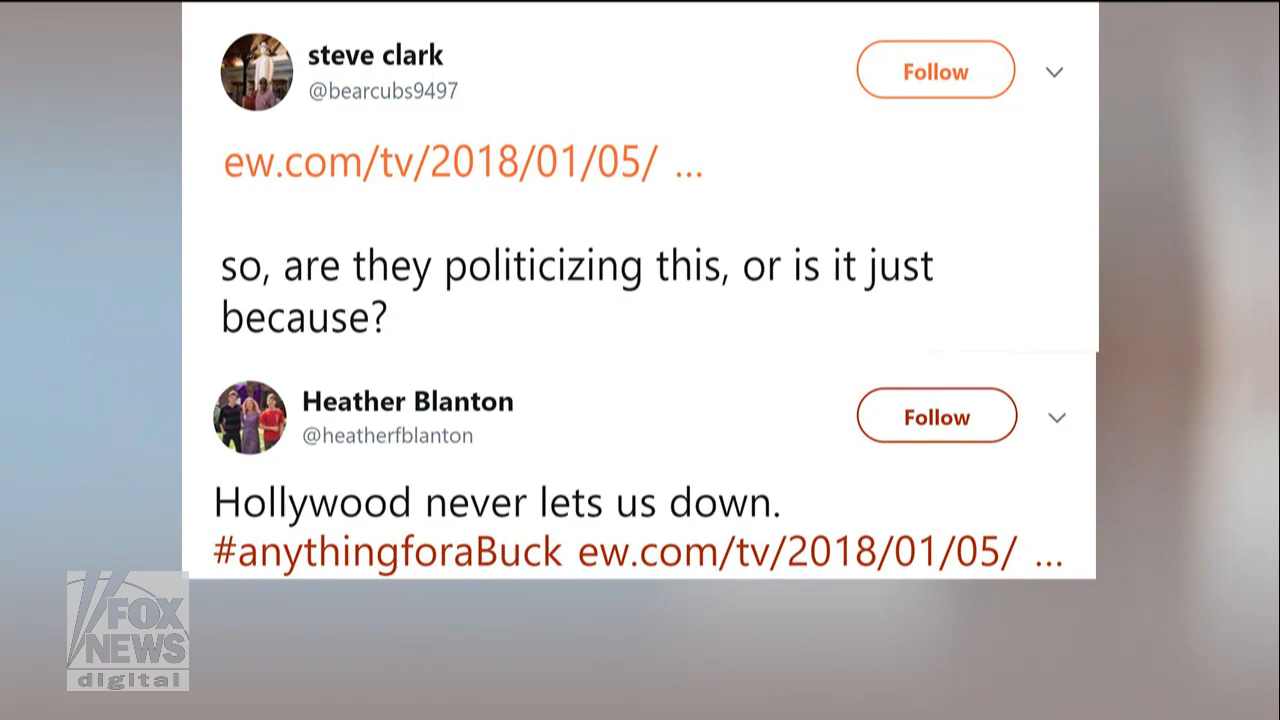 steve clark
@bearcubs9497
Follow
ew.com/tv/2018/01/05/ ...
so, are they politicizing this, or is it just
because?
Heather Blanton
@heatherfblanton
Follow
Hollywood never lets us down.
#anythingforaBuck ew.com/tv/2018/01/05/ ...
FOX
NEWS
digital